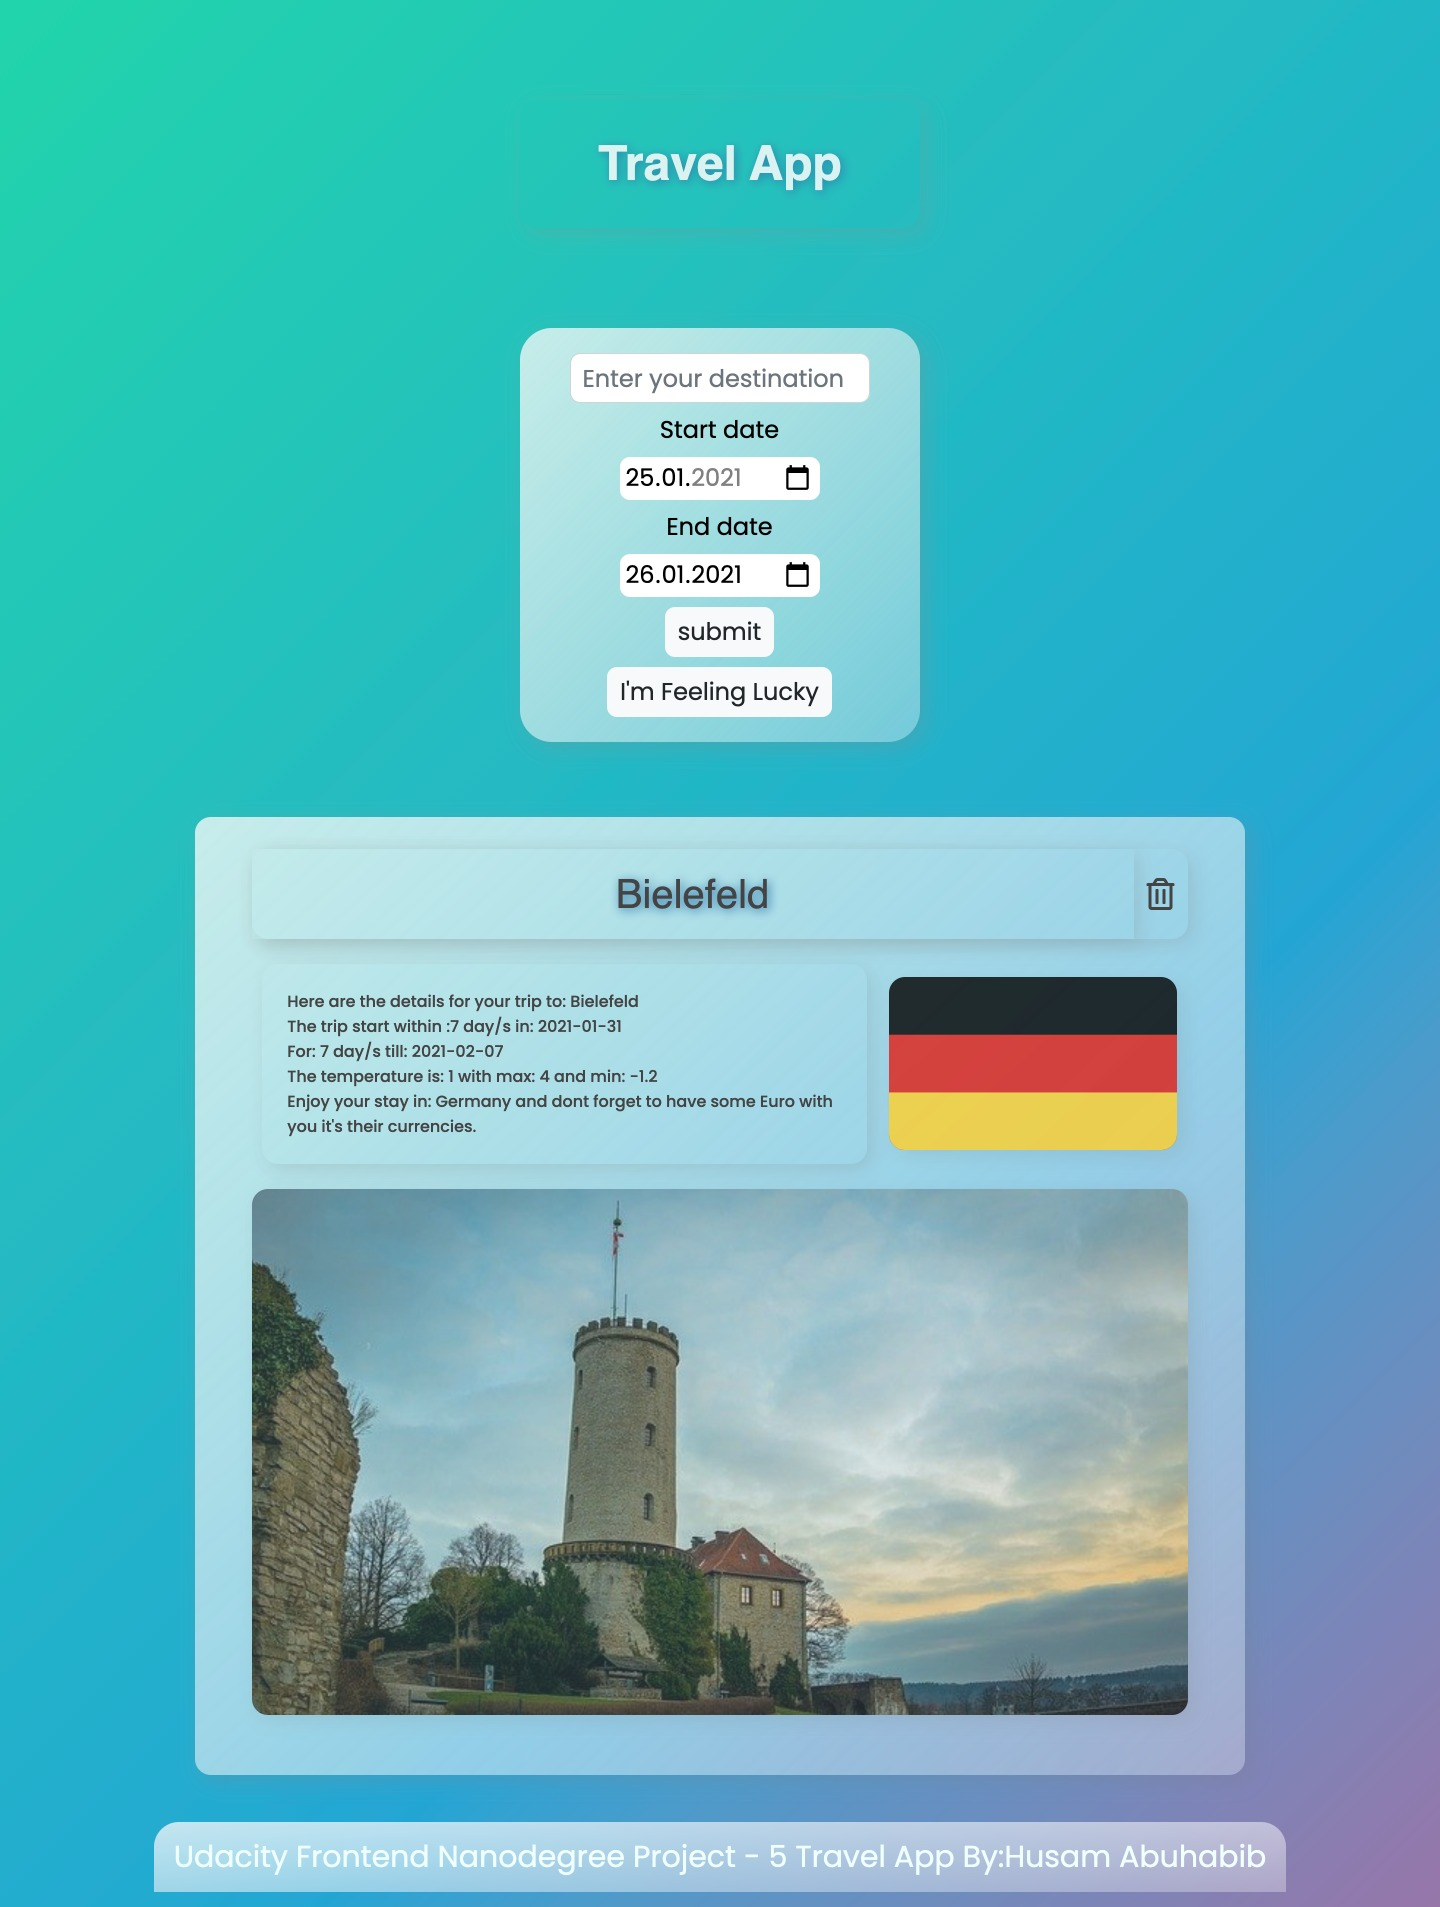 Travel App
Enter your destination
Start date
25.01.2021
End date
26.01.2021
submit
I'm Feeling Lucky
Bielefeld
Here are the details for your trip to: Bielefeld
The trip start within :7 day/s in: 2021-01-31
For: 7 day/s till: 2021-02-07
The temperature is: 1 with max: 4 and min: -1.2
Enjoy your stay in: Germany and dont forget to have some Euro with
you it's their currencies.
Udacity Frontend Nanodegree Project - 5 Travel App By:Husam Abuhabib